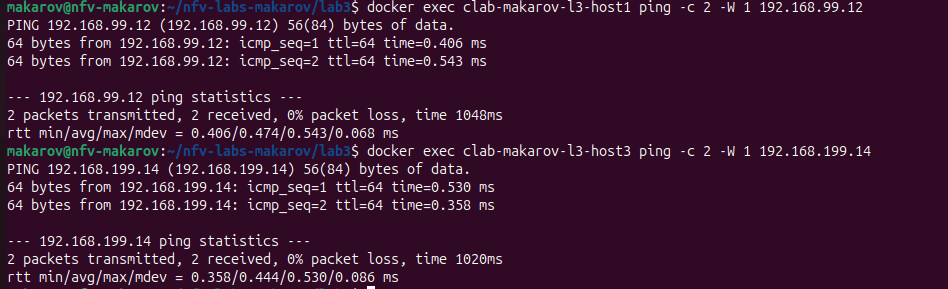 makarov@nfv-makarov:~/nfv-labs-makarov/lab3$ docker exec clab-makarov-l3-host1 ping -c 2 -W 1 192.168.99.12
PING 192.168.99.12 (192.168.99.12) 56(84) bytes of data.
64 bytes from 192.168.99.12: icmp_seq=1 ttl=64 time=0.406 ms
64 bytes from 192.168.99.12: icmp_seq=2 ttl=64 time=0.543 ms

--- 192.168.99.12 ping statistics ---
2 packets transmitted, 2 received, 0% packet loss, time 1048ms
rtt min/avg/max/mdev = 0.406/0.474/0.543/0.068 ms
makarov@nfv-makarov:~/nfv-labs-makarov/lab3$ docker exec clab-makarov-l3-host3 ping -c 2 -W 1 192.168.199.14
PING 192.168.199.14 (192.168.199.14) 56(84) bytes of data.
64 bytes from 192.168.199.14: icmp_seq=1 ttl=64 time=0.530 ms
64 bytes from 192.168.199.14: icmp_seq=2 ttl=64 time=0.358 ms

--- 192.168.199.14 ping statistics ---
2 packets transmitted, 2 received, 0% packet loss, time 1020ms
rtt min/avg/max/mdev = 0.358/0.444/0.530/0.086 ms